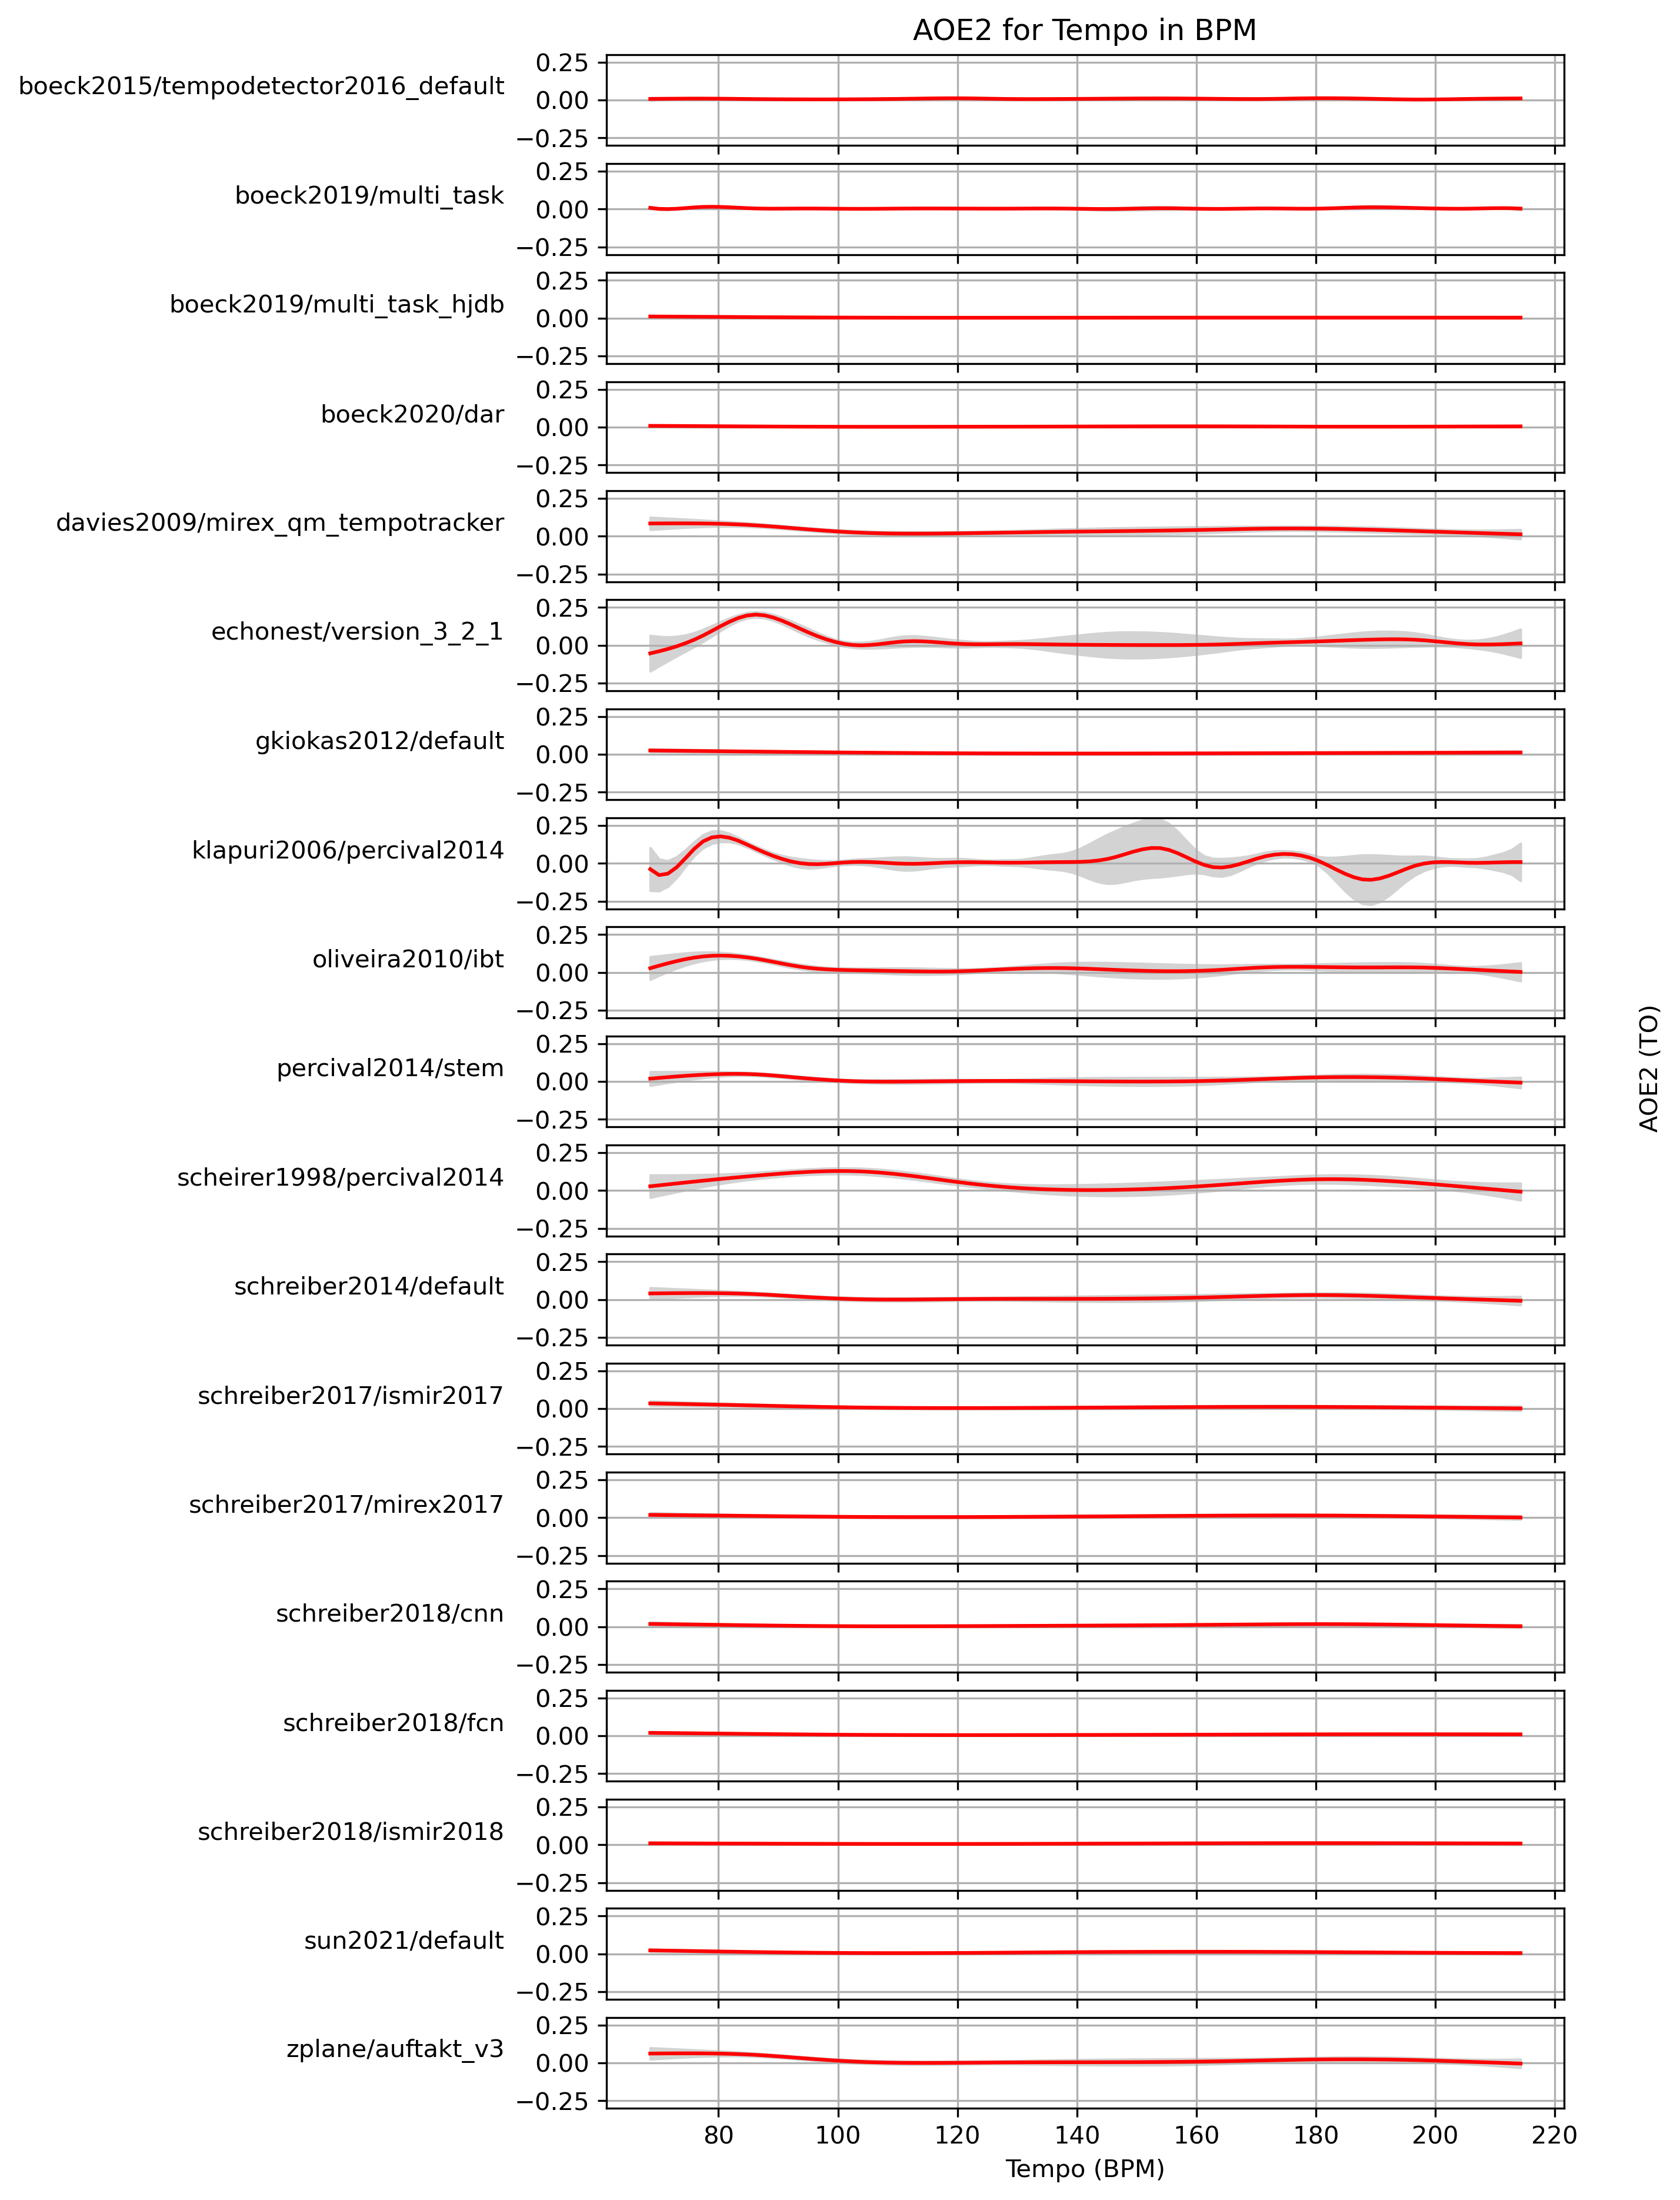 AOE2 for Tempo in BPM
boeck2015/tempodetector2016_default
0.25
0.00
−0.25
boeck2019/multi_task
0.25
0.00
−0.25
boeck2019/multi_task_hjdb
0.25
0.00
−0.25
boeck2020/dar
0.25
0.00
−0.25
davies2009/mirex_qm_tempotracker
0.25
0.00
−0.25
echonest/version_3_2_1
0.25
0.00
−0.25
gkiokas2012/default
0.25
0.00
−0.25
klapuri2006/percival2014
0.25
0.00
−0.25
oliveira2010/ibt
0.25
0.00
−0.25
percival2014/stem
0.25
0.00
−0.25
scheirer1998/percival2014
0.25
0.00
−0.25
schreiber2014/default
0.25
0.00
−0.25
schreiber2017/ismir2017
0.25
0.00
−0.25
schreiber2017/mirex2017
0.25
0.00
−0.25
schreiber2018/cnn
0.25
0.00
−0.25
schreiber2018/fcn
0.25
0.00
−0.25
schreiber2018/ismir2018
0.25
0.00
−0.25
sun2021/default
0.25
0.00
−0.25
zplane/auftakt_v3
0.25
0.00
−0.25
80 100 120 140 160 180 200 220
Tempo (BPM)
AOE2 (TO)